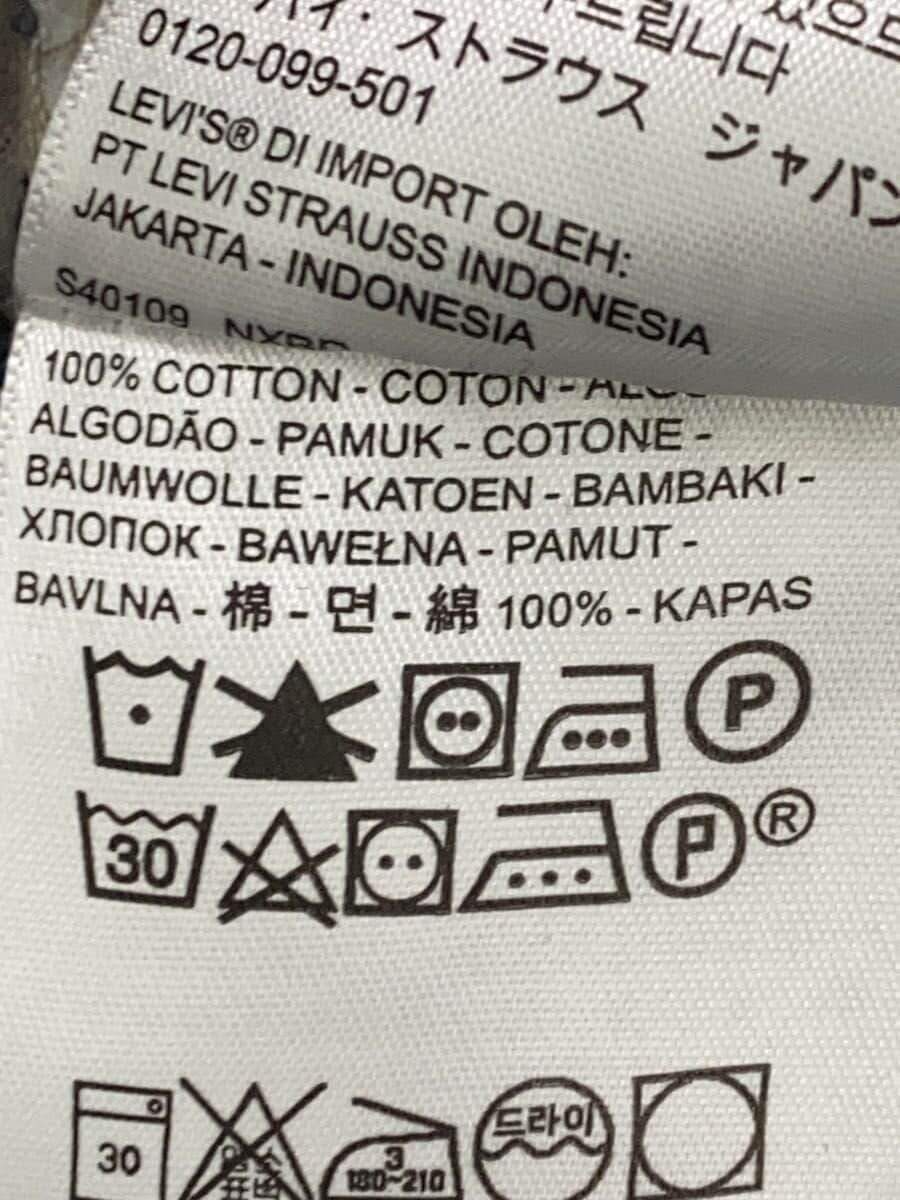 ストラウス ジャパン
0120-099-501
LEVI'S® DI IMPORT OLEH:
PT LEVI STRAUSS INDONESIA
JAKARTA - INDONESIA
S40109
100% COTTON - COTON -
ALGODÃO - PAMUK - COTONE -
BAUMWOLLE - KATOEN - BAMBAKI -
ХЛОПОК - BAWEŁNA - PAMUT -
BAVLNA - 棉 - 면 - 綿 100% - KAPAS
P
30 P ®
30 3 180~210 드라이